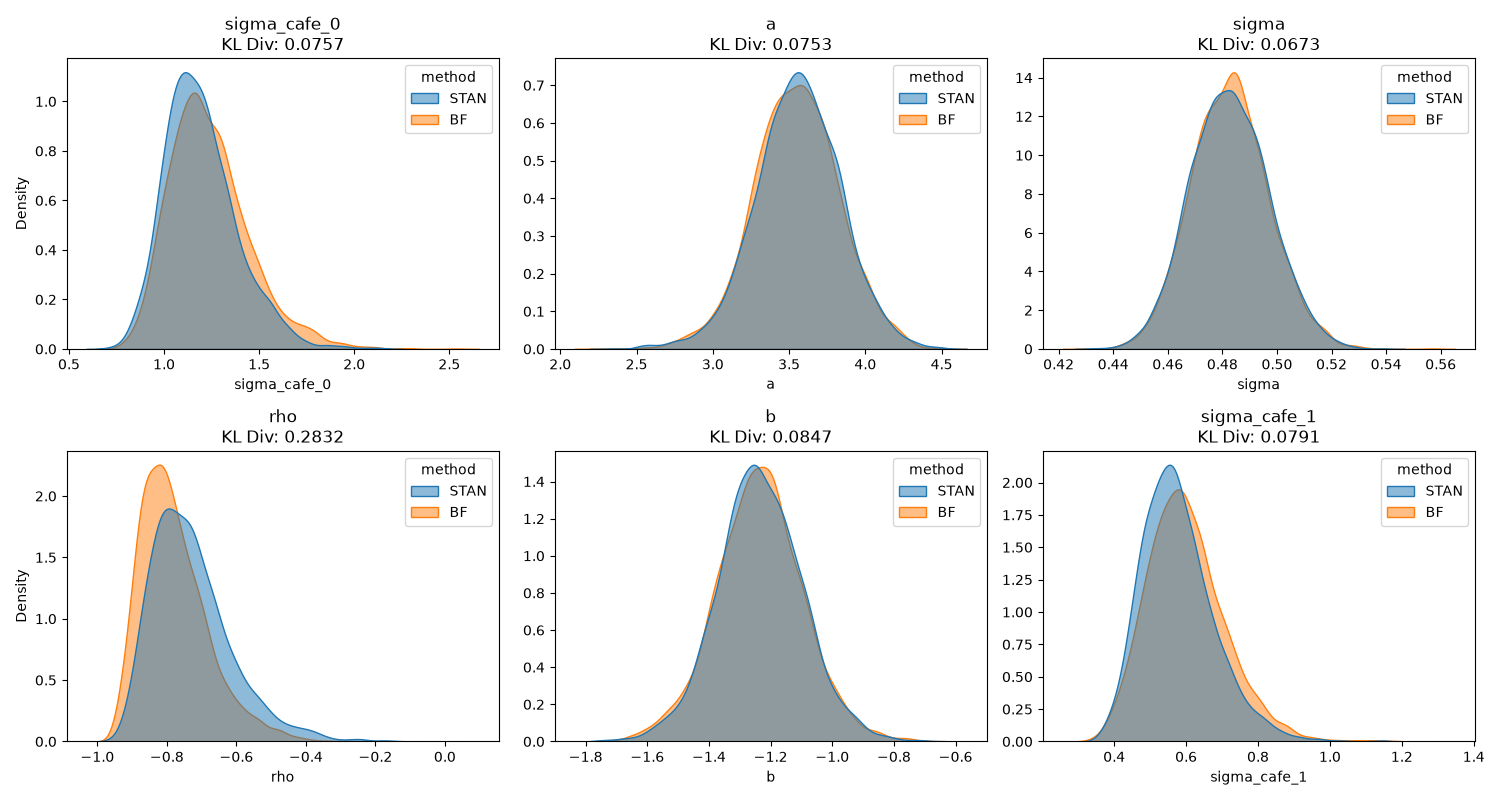 sigma_cafe_0
KL Div: 0.0757
method
STAN
BF
Density
1.0
0.8
0.6
0.4
0.2
0.0
0.5 1.0 1.5 2.0 2.5
sigma_cafe_0
a
KL Div: 0.0753
method
STAN
BF
0.7
0.6
0.5
0.4
0.3
0.2
0.1
0.0
2.0 2.5 3.0 3.5 4.0 4.5
a
sigma
KL Div: 0.0673
method
STAN
BF
14
12
10
8
6
4
2
0
0.42 0.44 0.46 0.48 0.50 0.52 0.54 0.56
sigma
rho
KL Div: 0.2832
method
STAN
BF
Density
2.0
1.5
1.0
0.5
0.0
−1.0 −0.8 −0.6 −0.4 −0.2 0.0
rho
b
KL Div: 0.0847
method
STAN
BF
1.4
1.2
1.0
0.8
0.6
0.4
0.2
0.0
−1.8 −1.6 −1.4 −1.2 −1.0 −0.8 −0.6
b
sigma_cafe_1
KL Div: 0.0791
method
STAN
BF
2.00
1.75
1.50
1.25
1.00
0.75
0.50
0.25
0.00
0.4 0.6 0.8 1.0 1.2 1.4
sigma_cafe_1